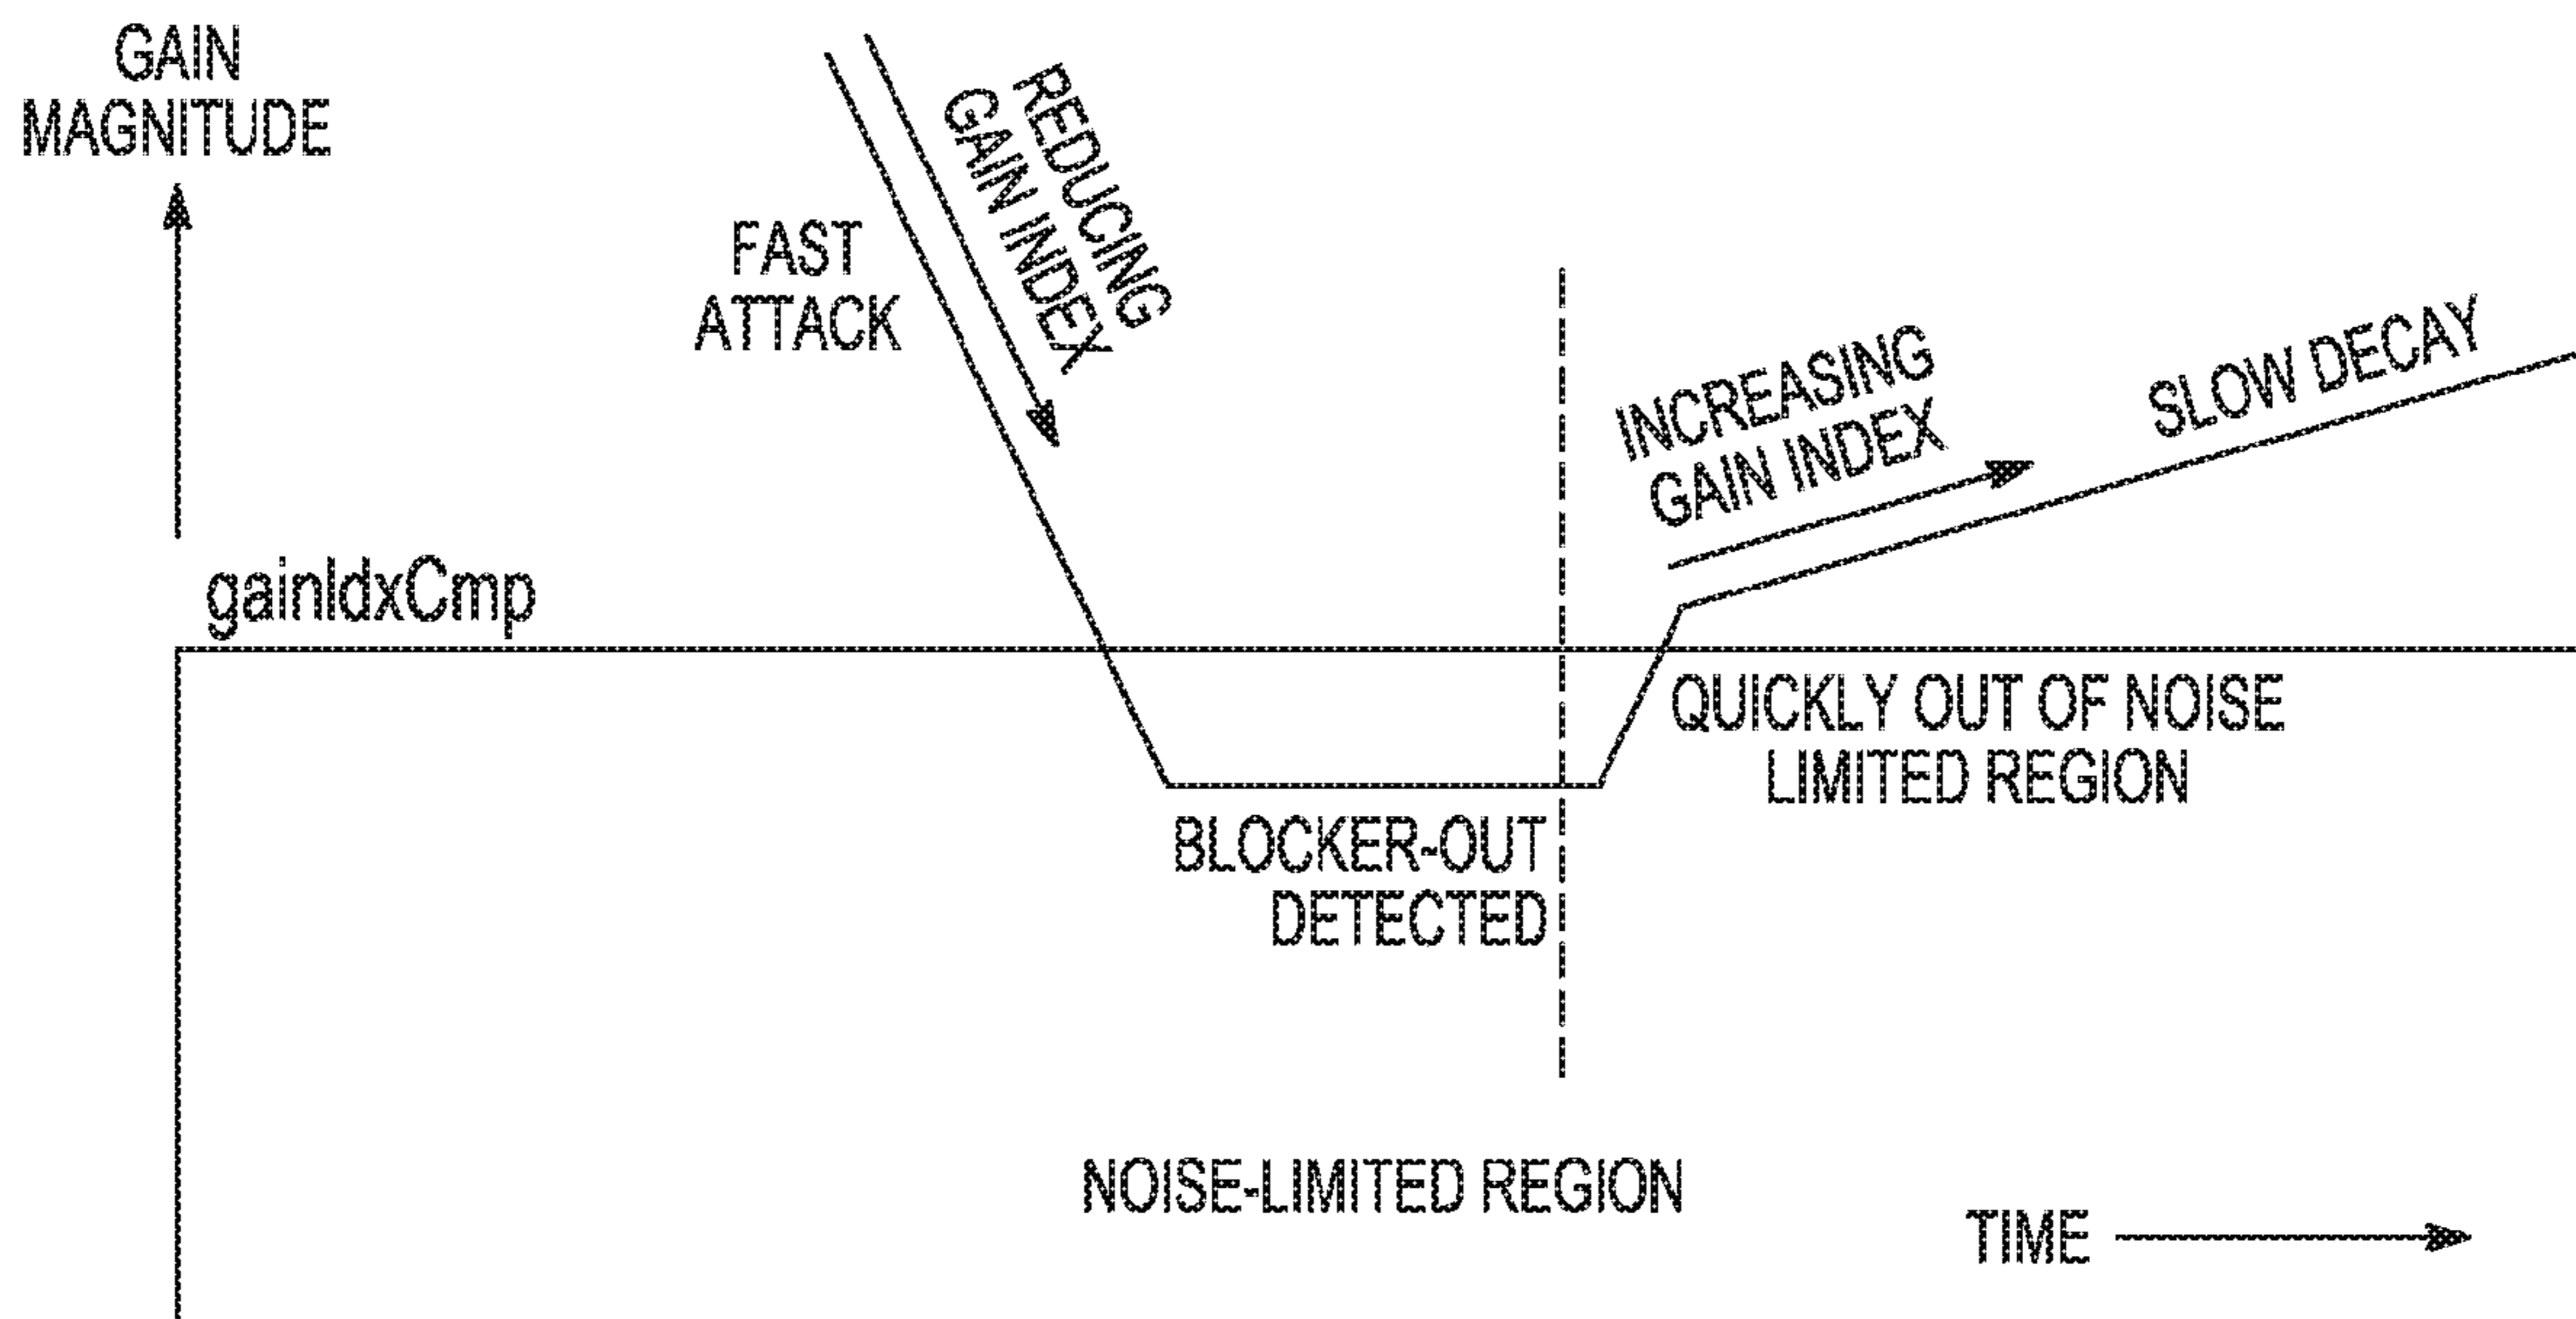 GAIN
MAGNITUDE
REDUCING
GAIN INDEX
FAST
ATTACK
INCREASING
GAIN INDEX
SLOW DECAY
gainIdxCmp
QUICKLY OUT OF NOISE
LIMITED REGION
BLOCKER-OUT
DETECTED
NOISE-LIMITED REGION
TIME